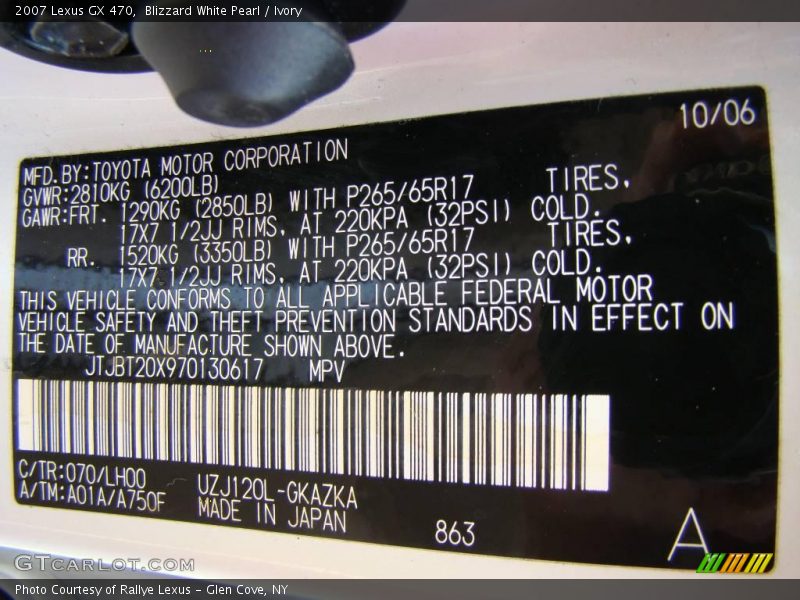 2007 Lexus GX 470,  Blizzard White Pearl / Ivory
10/06
MFD.BY:TOYOTA MOTOR CORPORATION
GVWR:2810KG (6200LB)
GAWR:FRT. 1290KG (2850LB) WITH P265/65R17 TIRES,
17X7 1/2JJ RIMS, AT 220KPA (32PSI) COLD.
RR. 1520KG (3350LB) WITH P265/65R17 TIRES,
17X7 1/2JJ RIMS, AT 220KPA (32PSI) COLD.
THIS VEHICLE CONFORMS TO ALL APPLICABLE FEDERAL MOTOR
VEHICLE SAFETY AND THEFT PREVENTION STANDARDS IN EFFECT ON
THE DATE OF MANUFACTURE SHOWN ABOVE.
JTJBT20X970130617 MPV
C/TR:070/LH00 UZJ120L-GKAZKA
A/TM:A01A/A750F MADE IN JAPAN
863
A
GTCARLOT.COM
Photo Courtesy of Rallye Lexus - Glen Cove, NY